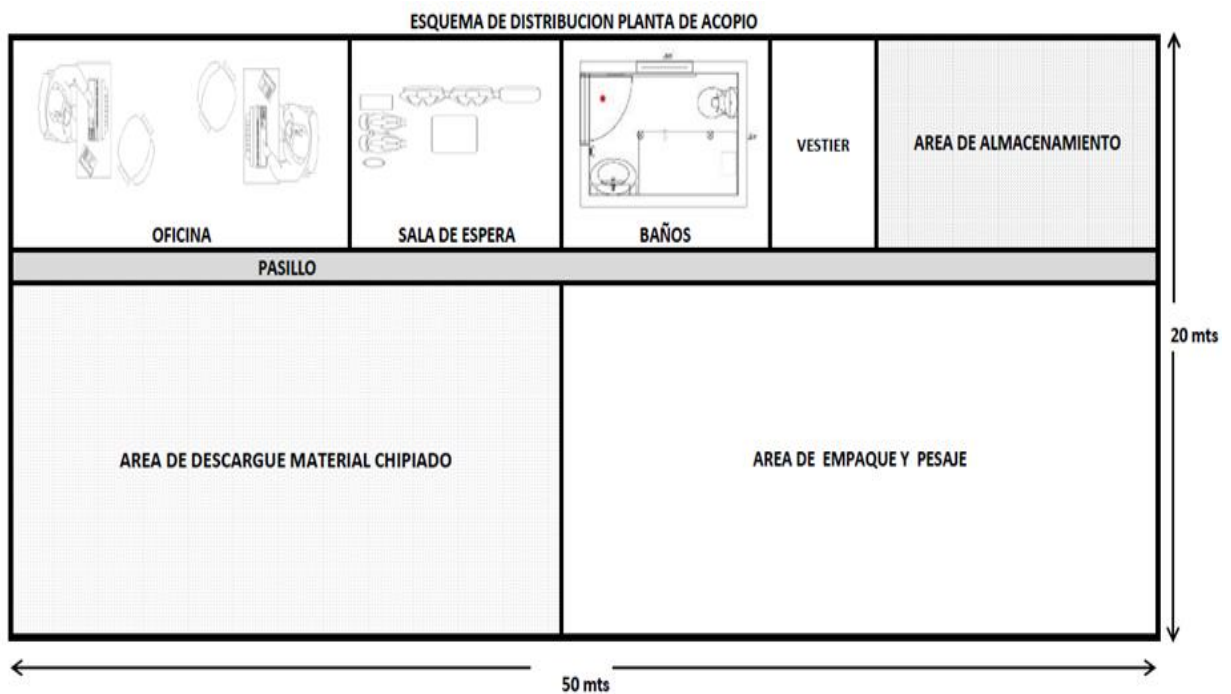 ESQUEMA DE DISTRIBUCION PLANTA DE ACOPIO
VESTIER
AREA DE ALMACENAMIENTO
OFICINA
SALA DE ESPERA
BAÑOS
PASILLO
20 mts
AREA DE DESCARGUE MATERIAL CHIPIADO
AREA DE EMPAQUE Y PESAJE
50 mts